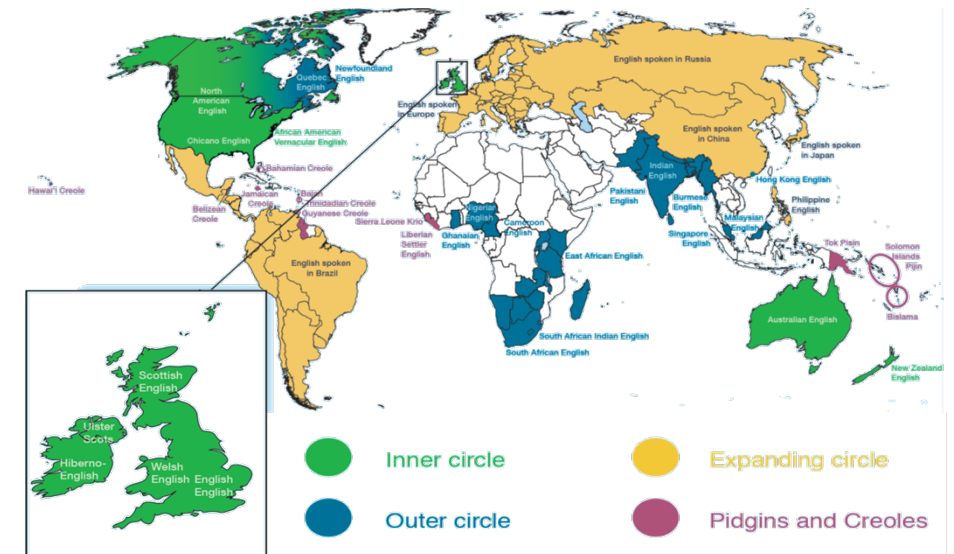 Newfoundland
English
Quebec
English
North
American
English
Chicano English
African American
Vernacular English
English spoken
in Europe
English spoken in Russia
English spoken
in China
English spoken
in Japan
Hawai'i Creole
Bahamian Creole
Jamaican
Creole
Belizean
Creole
Bajan
Trinidadian Creole
Guyanese Creole
Sierra Leone Krio
Liberian
Settler
English
Ghanaian
English
Nigerian
English
Cameroon
English
East African English
Pakistani
English
Indian
English
Burmese
English
Hong Kong English
Philippine
English
Malaysian
English
Singapore
English
Tok Pisin
Solomon
Islands
Pijin
Bislama
English spoken
in Brazil
South African Indian English
South African English
Australian English
New Zealand
English
Scottish
English
Ulster
Scots
Hiberno-
English
Welsh
English
English
English
Inner circle
Expanding circle
Outer circle
Pidgins and Creoles